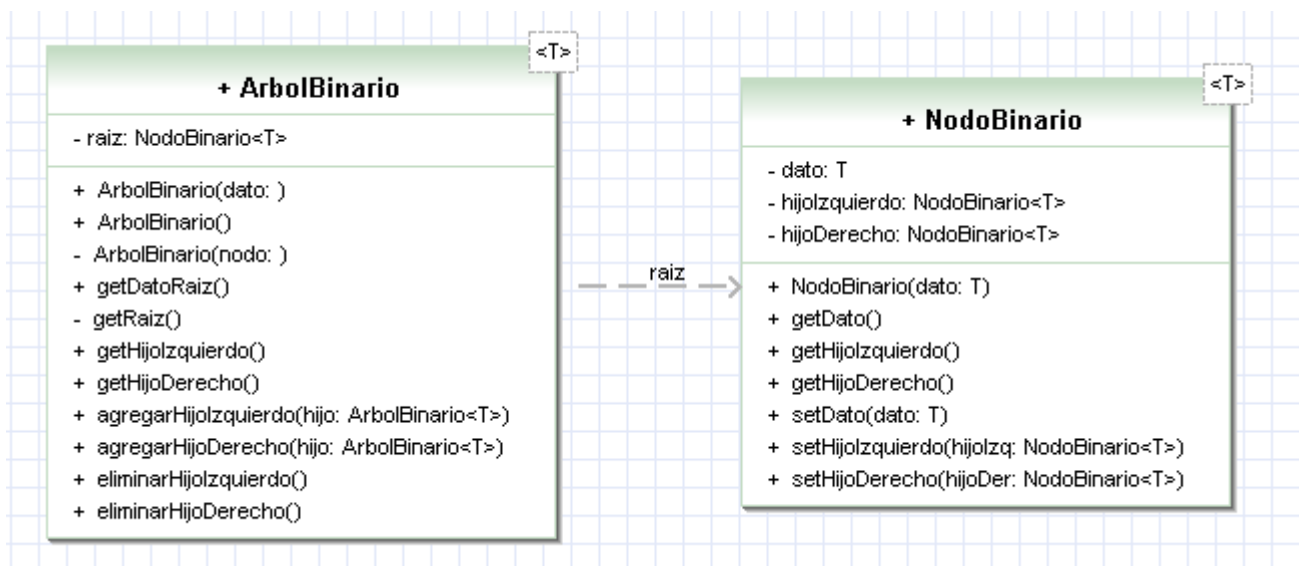 <T>
+ ArbolBinario
- raiz: NodoBinario<T>
+ ArbolBinario(dato: )
+ ArbolBinario()
- ArbolBinario(nodo: )
+ getDatoRaiz()
- getRaiz()
+ getHijoIzquierdo()
+ getHijoDerecho()
+ agregarHijoIzquierdo(hijo: ArbolBinario<T>)
+ agregarHijoDerecho(hijo: ArbolBinario<T>)
+ eliminarHijoIzquierdo()
+ eliminarHijoDerecho()
raiz
<T>
+ NodoBinario
- dato: T
- hijoIzquierdo: NodoBinario<T>
- hijoDerecho: NodoBinario<T>
+ NodoBinario(dato: T)
+ getDato()
+ getHijoIzquierdo()
+ getHijoDerecho()
+ setDato(dato: T)
+ setHijoIzquierdo(hijoIzq: NodoBinario<T>)
+ setHijoDerecho(hijoDer: NodoBinario<T>)